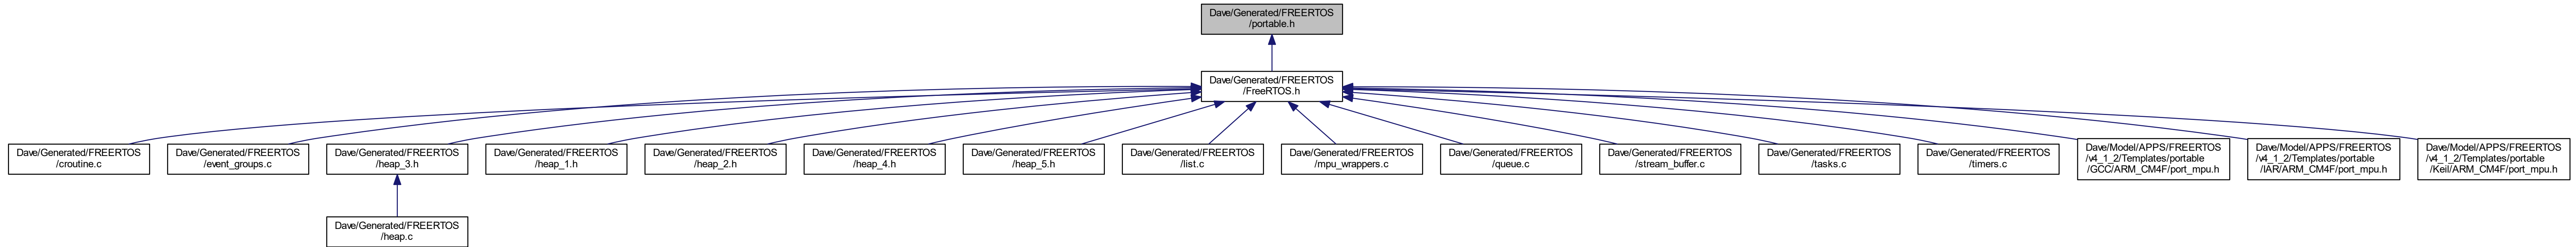 Dave/Generated/FREERTOS
/portable.h
Dave/Generated/FREERTOS
/FreeRTOS.h
Dave/Generated/FREERTOS
/croutine.c
Dave/Generated/FREERTOS
/event_groups.c
Dave/Generated/FREERTOS
/heap_3.h
Dave/Generated/FREERTOS
/heap_1.h
Dave/Generated/FREERTOS
/heap_2.h
Dave/Generated/FREERTOS
/heap_4.h
Dave/Generated/FREERTOS
/heap_5.h
Dave/Generated/FREERTOS
/list.c
Dave/Generated/FREERTOS
/mpu_wrappers.c
Dave/Generated/FREERTOS
/queue.c
Dave/Generated/FREERTOS
/stream_buffer.c
Dave/Generated/FREERTOS
/tasks.c
Dave/Generated/FREERTOS
/timers.c
Dave/Model/APPS/FREERTOS
/v4_1_2/Templates/portable
/GCC/ARM_CM4F/port_mpu.h
Dave/Model/APPS/FREERTOS
/v4_1_2/Templates/portable
/IAR/ARM_CM4F/port_mpu.h
Dave/Model/APPS/FREERTOS
/v4_1_2/Templates/portable
/Keil/ARM_CM4F/port_mpu.h
Dave/Generated/FREERTOS
/heap.c